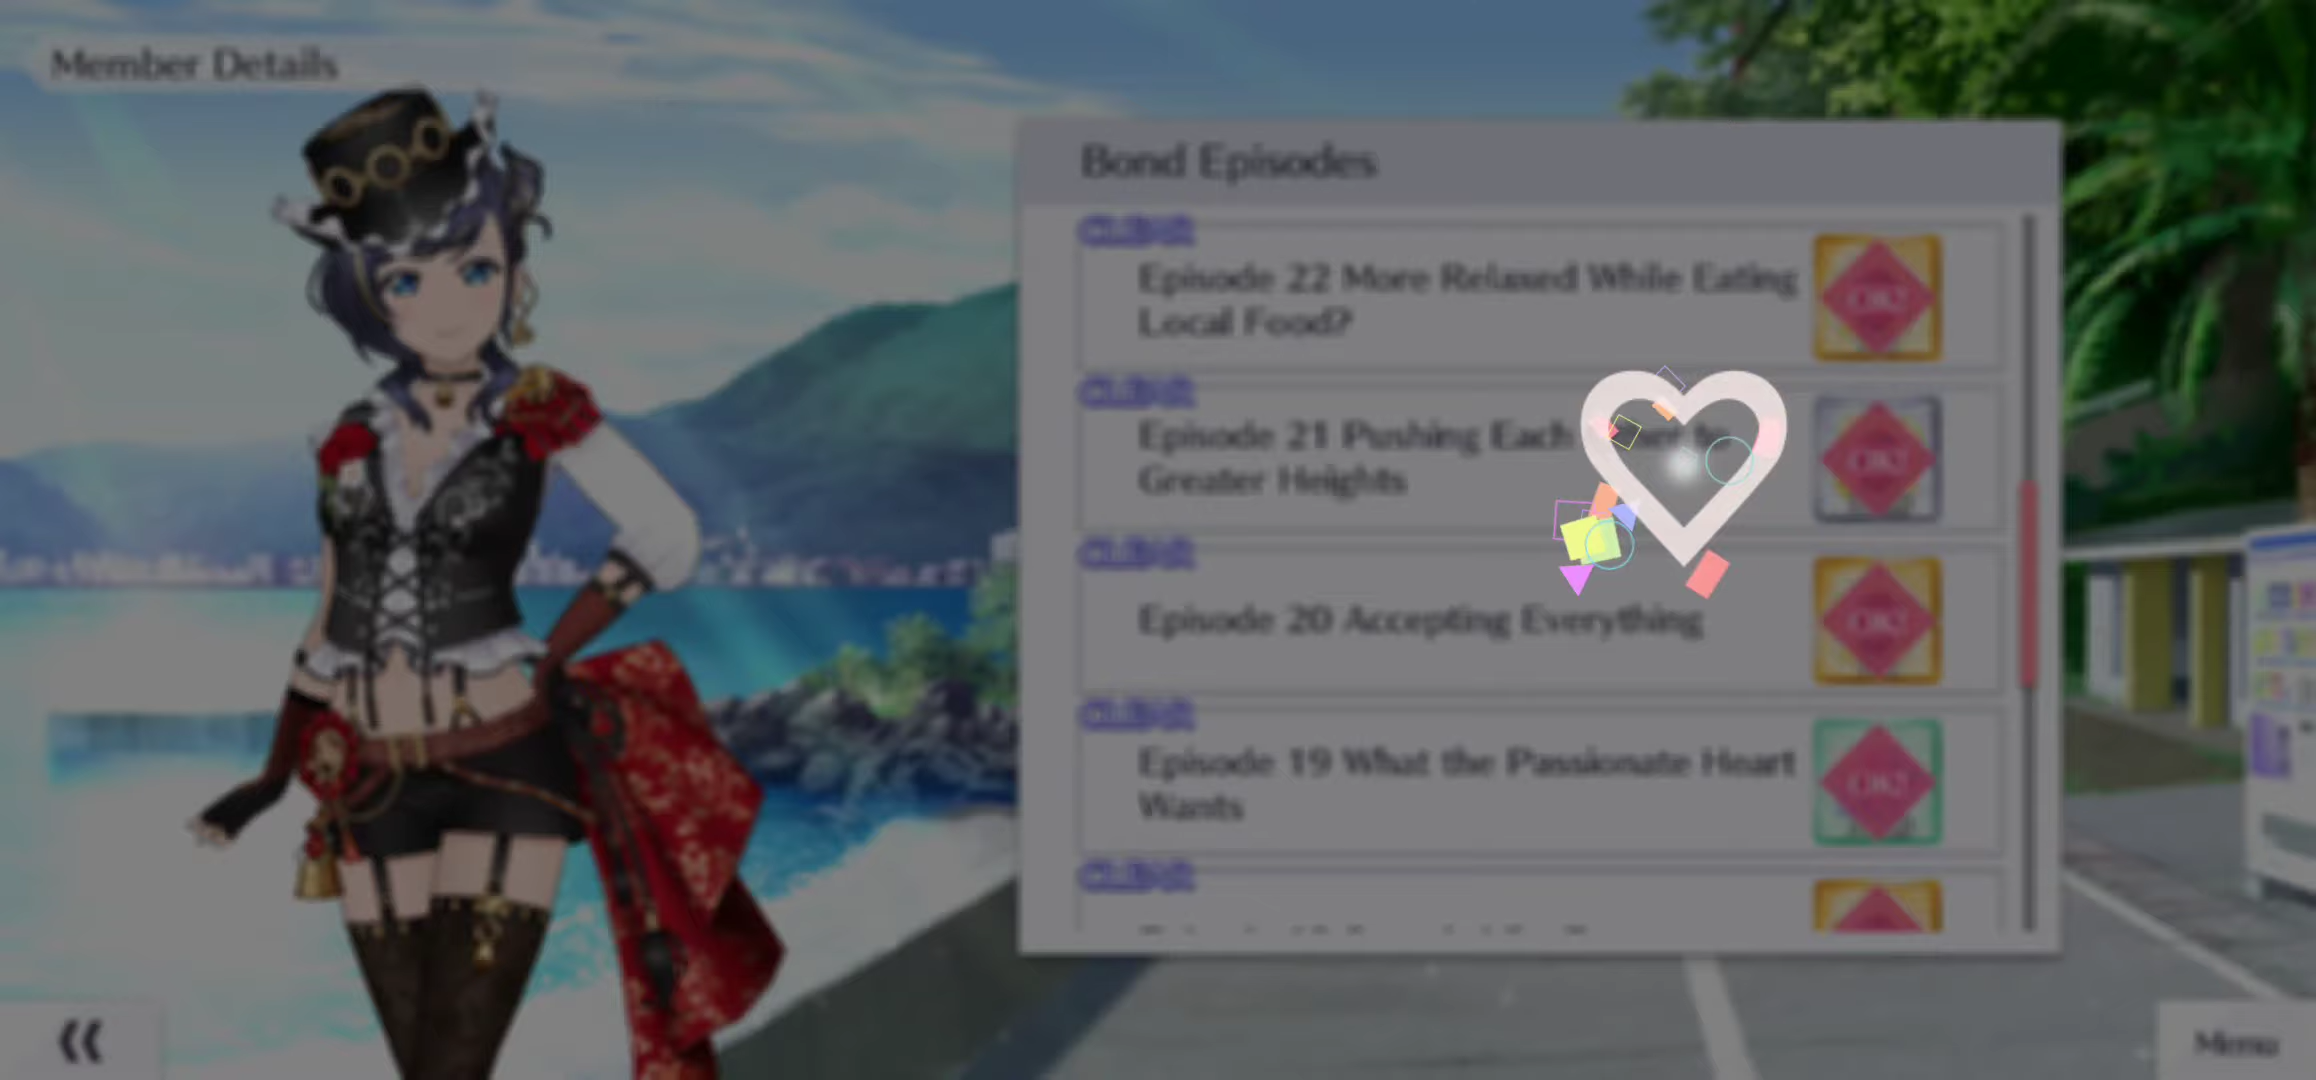 Member Details
Bond Episodes
CLEAR
Episode 22 More Relaxed While Eating
Local Food?
CLEAR
Episode 21 Pushing Each to
Greater Heights
CLEAR
Episode 20 Accepting Everything
CLEAR
Episode 19 What the Passionate Heart
Wants
CLEAR
Menu